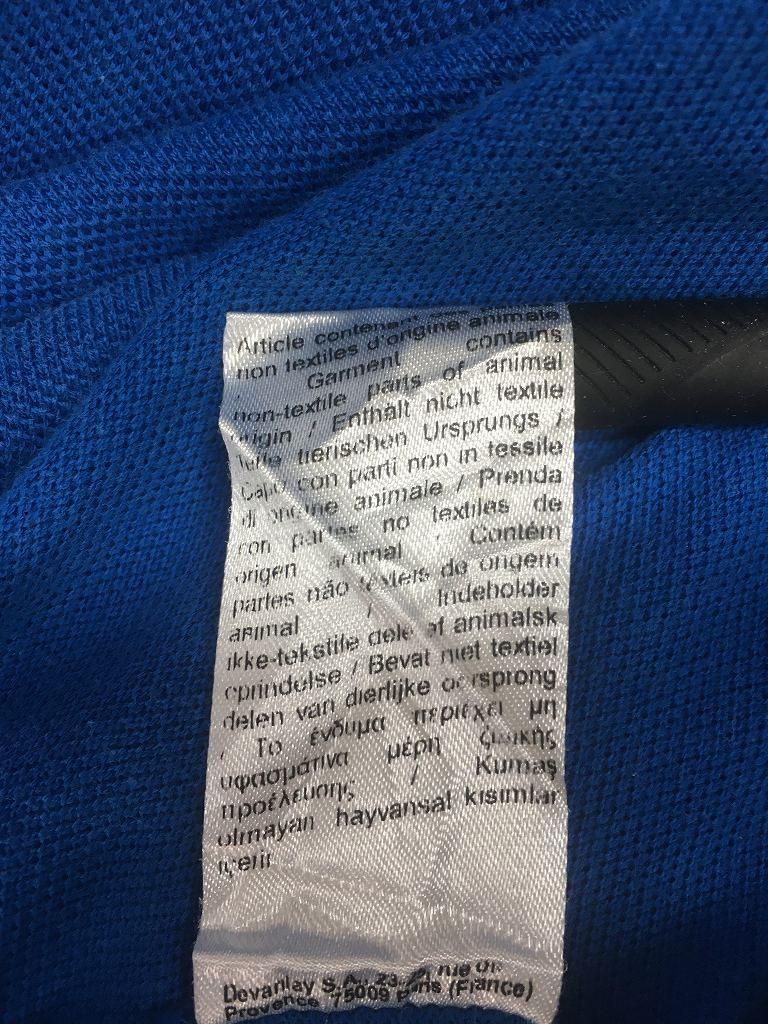 Article contenant des
non textiles d'origine animale
/ Garment contains
non-textile parts of animal
origin / Enthält nicht textile
Teile tierischen Ursprungs /
Capo con parti non in tessile
di origine animale / Prenda
con partes no textiles de
origen animal / Contém
partes não têxteis de origem
animal / Indeholder
ikke-tekstile dele af animalsk
oprindelse / Bevat niet textiel
delen van dierlijke oorsprong
/ Το ένδυμα περιέχει μη
υφασμάτινα μέρη ζωικής
προέλευσης / Kumaş
olmayan hayvansal kısımlar
içerir
Devanlay S.A., 23, rue de
Provence 75009 Paris (France)